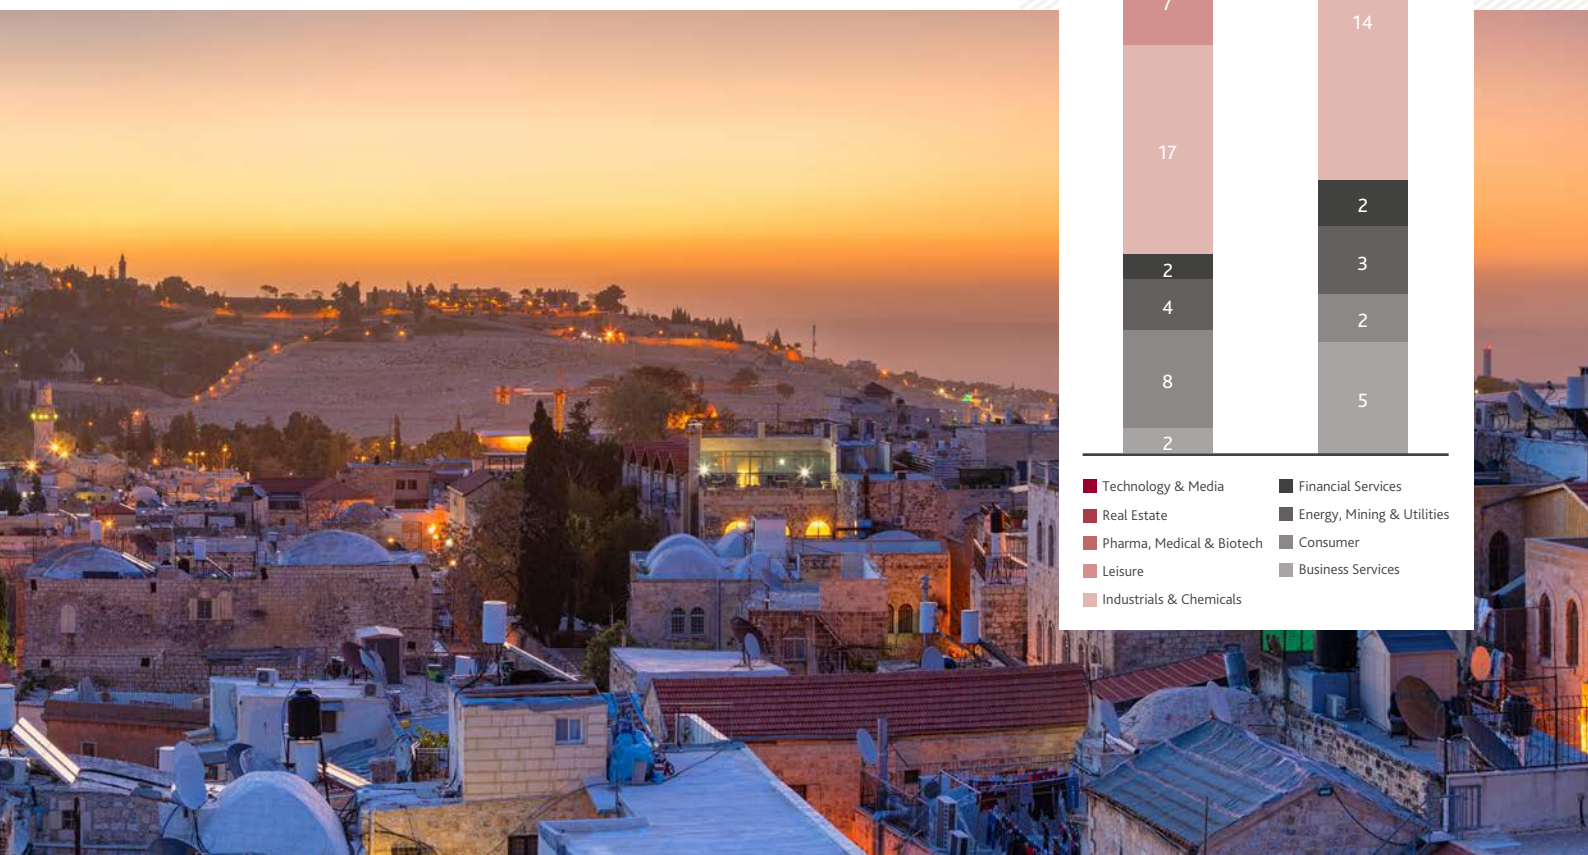 7
14
17
2
2
3
4
2
8
5
2
Technology & Media
Real Estate
Pharma, Medical & Biotech
Leisure
Industrials & Chemicals
Financial Services
Energy, Mining & Utilities
Consumer
Business Services